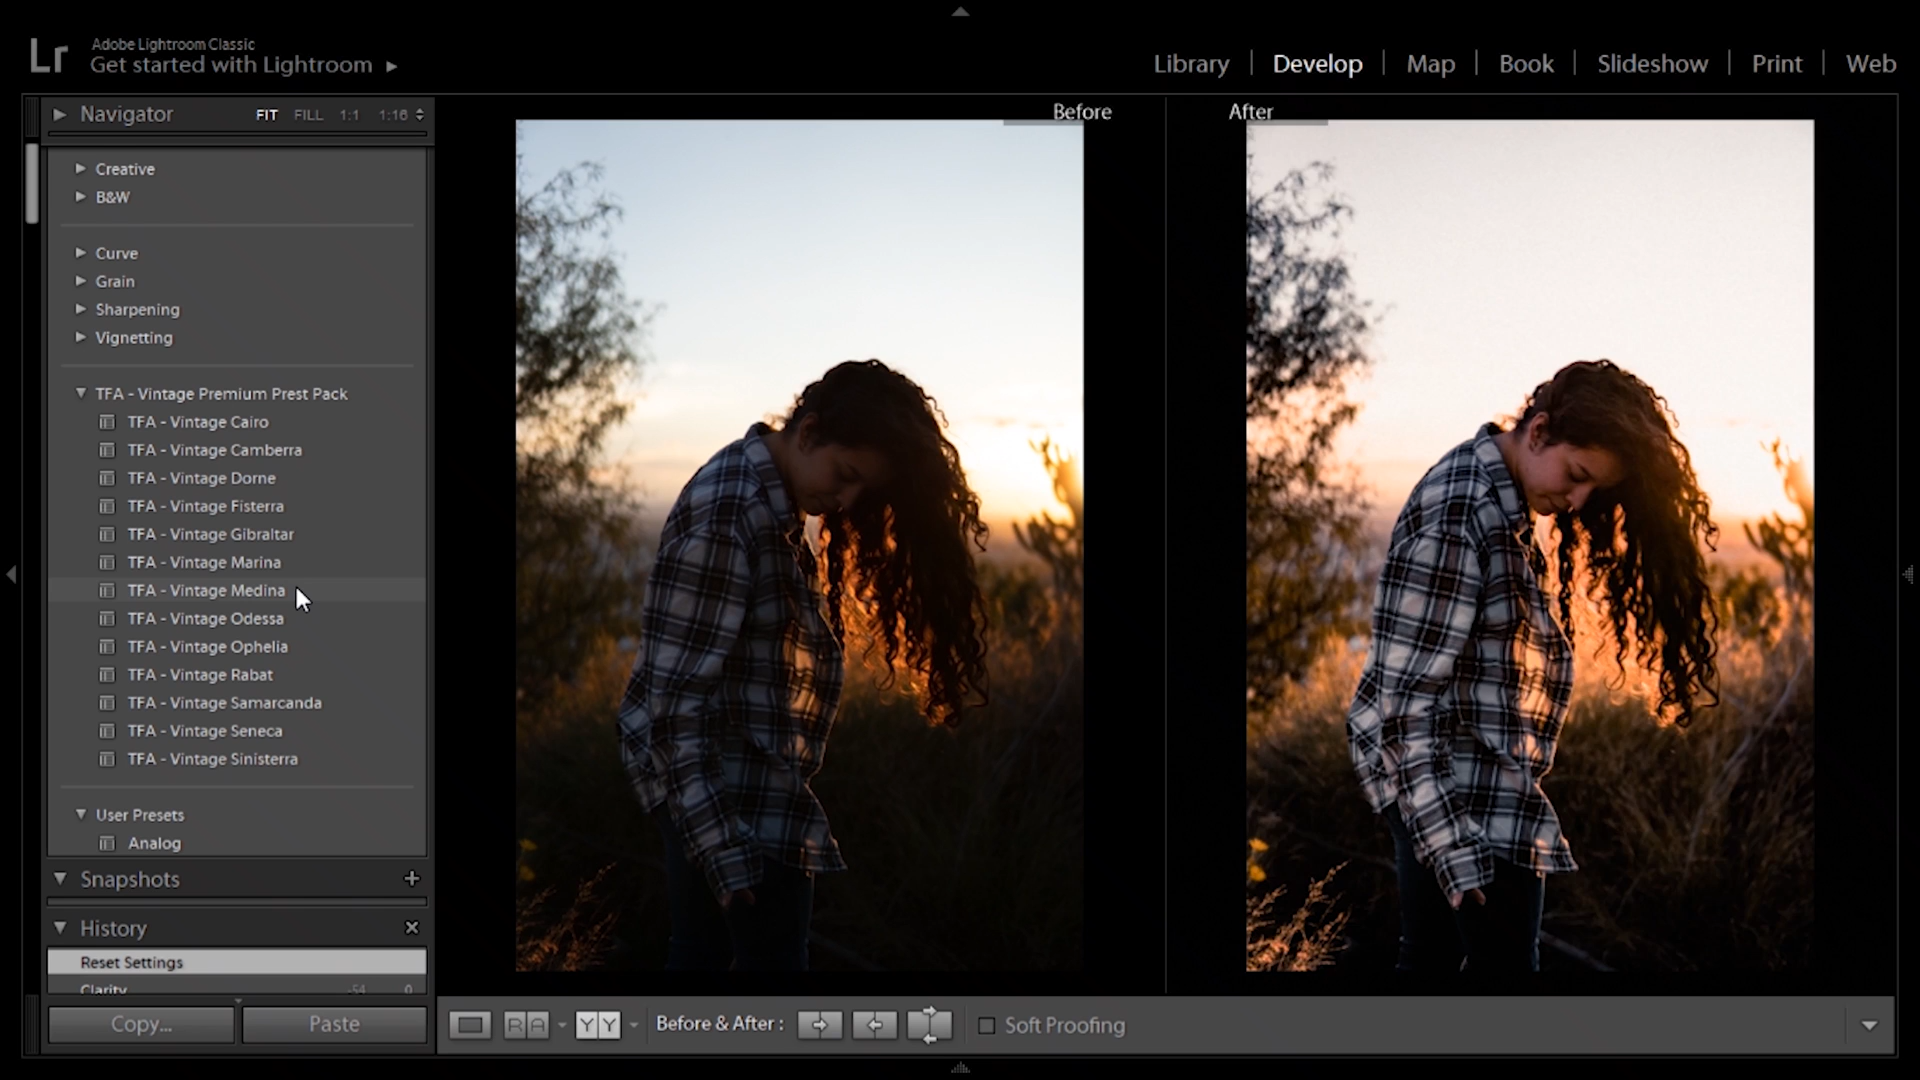 Lr
Adobe Lightroom Classic
Get started with Lightroom
Library
Develop
Map
Book
Slideshow
Print
Web
Navigator
FIT
FILL
1:1
1:16
Creative
B&W
Curve
Grain
Sharpening
Vignetting
TFA - Vintage Premium Prest Pack
TFA - Vintage Cairo
TFA - Vintage Camberra
TFA - Vintage Dorne
TFA - Vintage Fisterra
TFA - Vintage Gibraltar
TFA - Vintage Marina
TFA - Vintage Medina
TFA - Vintage Odessa
TFA - Vintage Ophelia
TFA - Vintage Rabat
TFA - Vintage Samarcanda
TFA - Vintage Seneca
TFA - Vintage Sinisterra
User Presets
Analog
Snapshots
History
Reset Settings
Clarity -54 0
Copy...
Paste
Before
After
R A
Y Y
Before & After :
Soft Proofing